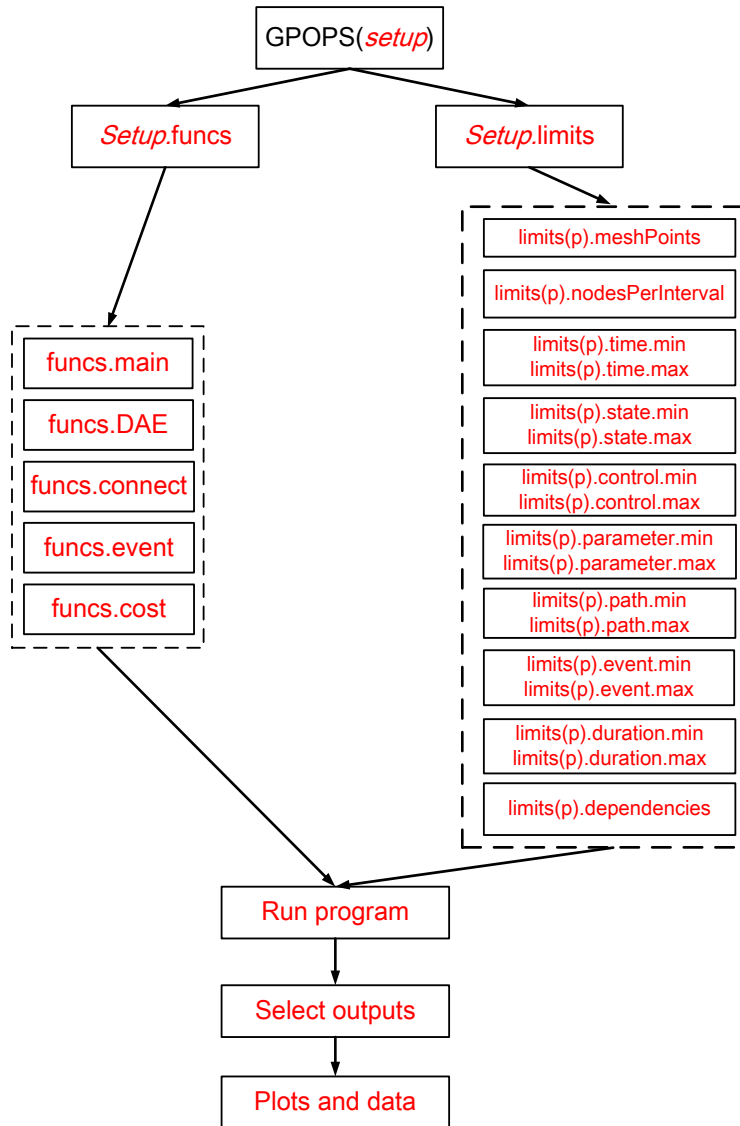 GPOPS(setup)
Setup.funcs
Setup.limits
funcs.main
funcs.DAE
funcs.connect
funcs.event
funcs.cost
limits(p).meshPoints
limits(p).nodesPerInterval
limits(p).time.min
limits(p).time.max
limits(p).state.min
limits(p).state.max
limits(p).control.min
limits(p).control.max
limits(p).parameter.min
limits(p).parameter.max
limits(p).path.min
limits(p).path.max
limits(p).event.min
limits(p).event.max
limits(p).duration.min
limits(p).duration.max
limits(p).dependencies
Run program
Select outputs
Plots and data